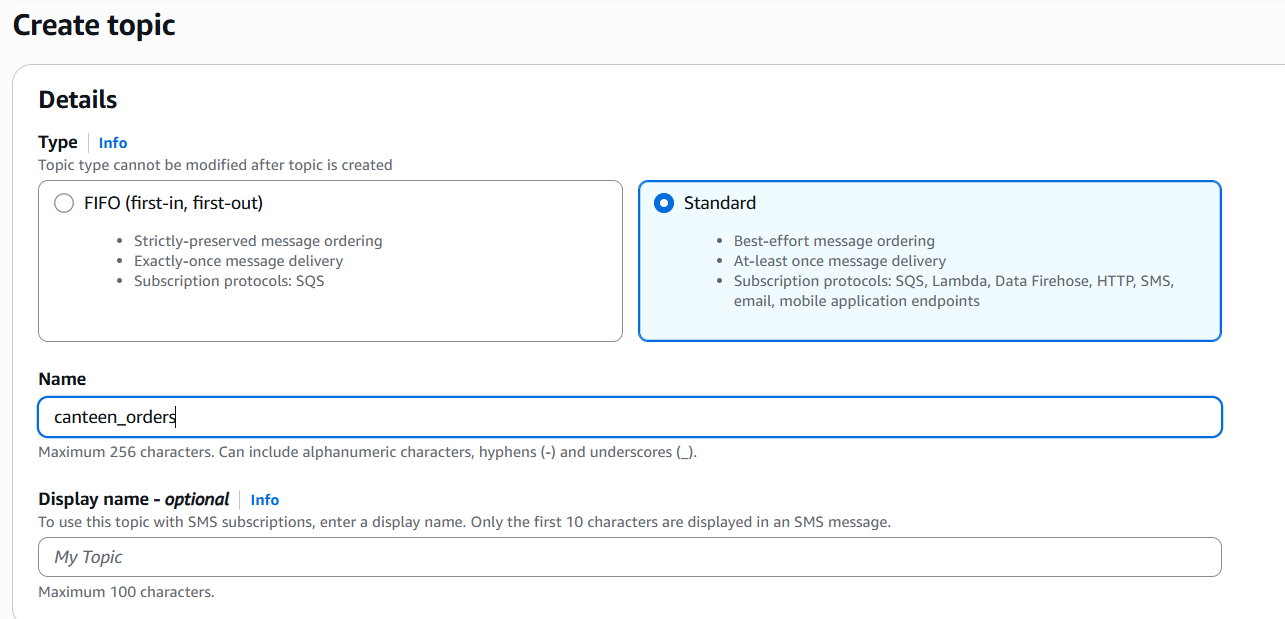 Create topic
Details
Type Info
Topic type cannot be modified after topic is created
FIFO (first-in, first-out)
• Strictly-preserved message ordering
• Exactly-once message delivery
• Subscription protocols: SQS
Standard
• Best-effort message ordering
• At-least once message delivery
• Subscription protocols: SQS, Lambda, Data Firehose, HTTP, SMS,
email, mobile application endpoints
Name
canteen_orders
Maximum 256 characters. Can include alphanumeric characters, hyphens (-) and underscores (_).
Display name - optional Info
To use this topic with SMS subscriptions, enter a display name. Only the first 10 characters are displayed in an SMS message.
My Topic
Maximum 100 characters.